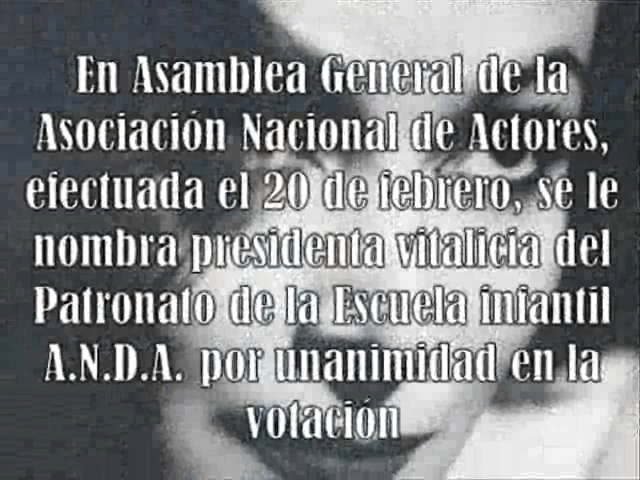 En Asamblea General de la
Asociación Nacional de Actores,
efectuada el 20 de febrero, se le
nombra presidenta vitalicia del
Patronato de la Escuela infantil
A.N.D.A. por unanimidad en la
votación